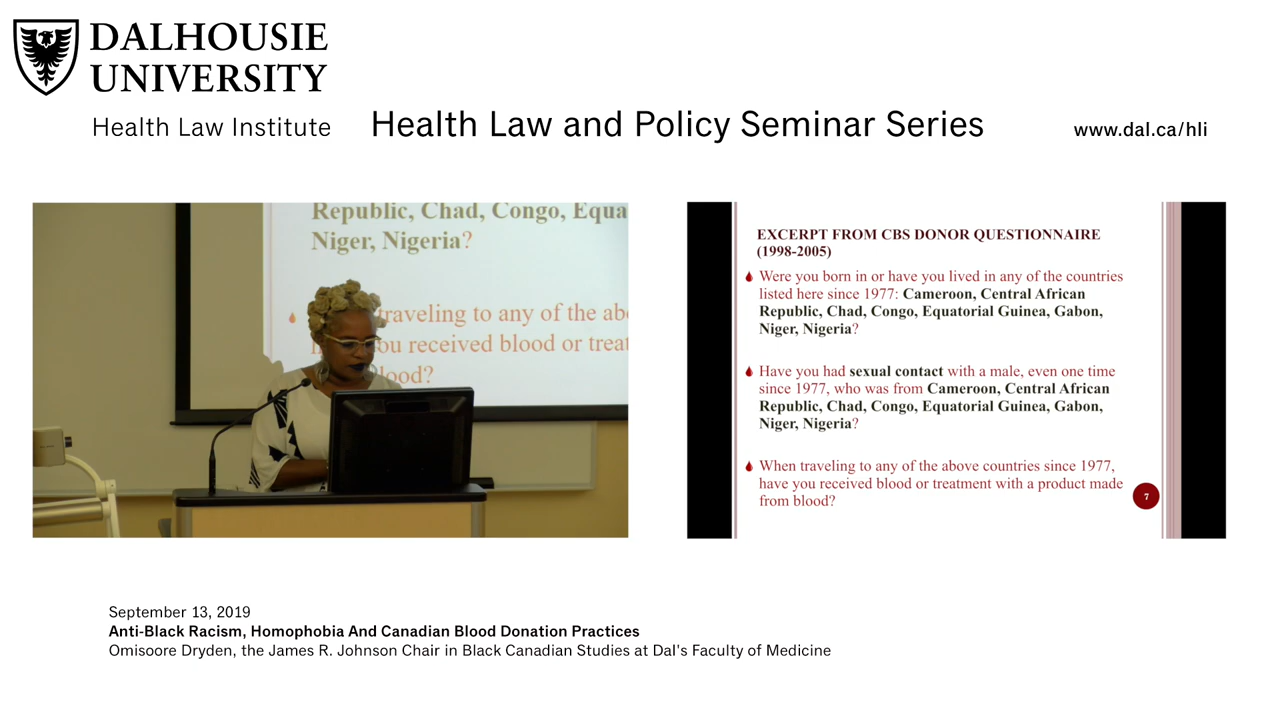 DALHOUSIE
UNIVERSITY
Health Law Institute
Health Law and Policy Seminar Series
www.dal.ca/hli
Republic, Chad, Congo, Equa
Niger, Nigeria?
traveling to any of the abo
ou received blood or treat
lood?
EXCERPT FROM CBS DONOR QUESTIONNAIRE
(1998-2005)
Were you born in or have you lived in any of the countries
listed here since 1977: Cameroon, Central African
Republic, Chad, Congo, Equatorial Guinea, Gabon,
Niger, Nigeria?
Have you had sexual contact with a male, even one time
since 1977, who was from Cameroon, Central African
Republic, Chad, Congo, Equatorial Guinea, Gabon,
Niger, Nigeria?
When traveling to any of the above countries since 1977,
have you received blood or treatment with a product made
from blood?
7
September 13, 2019
Anti-Black Racism, Homophobia And Canadian Blood Donation Practices
Omisoore Dryden, the James R. Johnson Chair in Black Canadian Studies at Dal's Faculty of Medicine